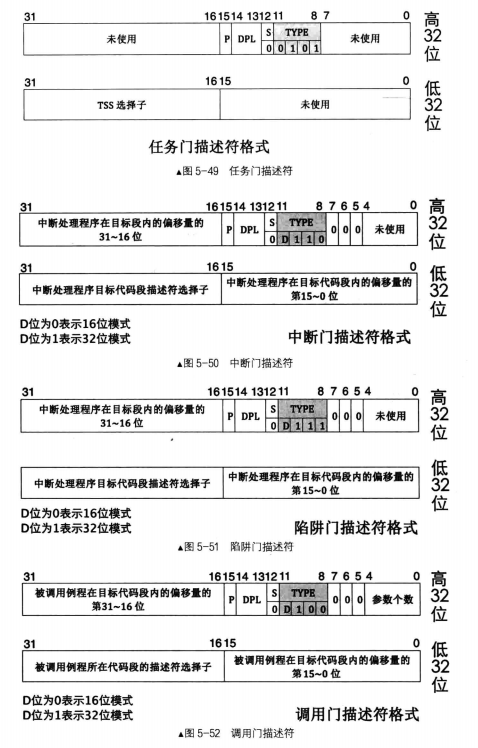 31 16 15 14 13 12 11 8 7 0
未使用 P DPL S TYPE 未使用
0 0 1 0 1
高32位
31 16 15 0
TSS 选择子 未使用
低32位
任务门描述符格式
▲图 5-49 任务门描述符
31 16 15 14 13 12 11 8 7 6 5 4 0
中断处理程序在目标段内的偏移量的
31~16 位
P DPL S TYPE 0 0 0 未使用
0 D 1 1 0
高32位
31 16 15 0
中断处理程序目标代码段描述符选择子
中断处理程序在目标代码段内的偏移量的
第15~0 位
低32位
D位为0表示16位模式
D位为1表示32位模式
中断门描述符格式
▲图 5-50 中断门描述符
31 16 15 14 13 12 11 8 7 6 5 4 0
中断处理程序在目标段内的偏移量的
31~16 位
P DPL S TYPE 0 0 0 未使用
0 D 1 1 1
高32位
中断处理程序目标代码段描述符选择子
中断处理程序在目标代码段内的偏移量的
第15~0 位
低32位
D位为0表示16位模式
D位为1表示32位模式
陷阱门描述符格式
▲图 5-51 陷阱门描述符
31 16 15 14 13 12 11 8 7 6 5 4 0
被调用例程在目标代码段内的偏移量的
第31~16 位
P DPL S TYPE 0 0 0 参数个数
0 D 1 0 0
高32位
31 16 15 0
被调用例程所在代码段的描述符选择子
被调用例程在目标代码段内的偏移量的
第15~0 位
低32位
D位为0表示16位模式
D位为1表示32位模式
调用门描述符格式
▲图 5-52 调用门描述符